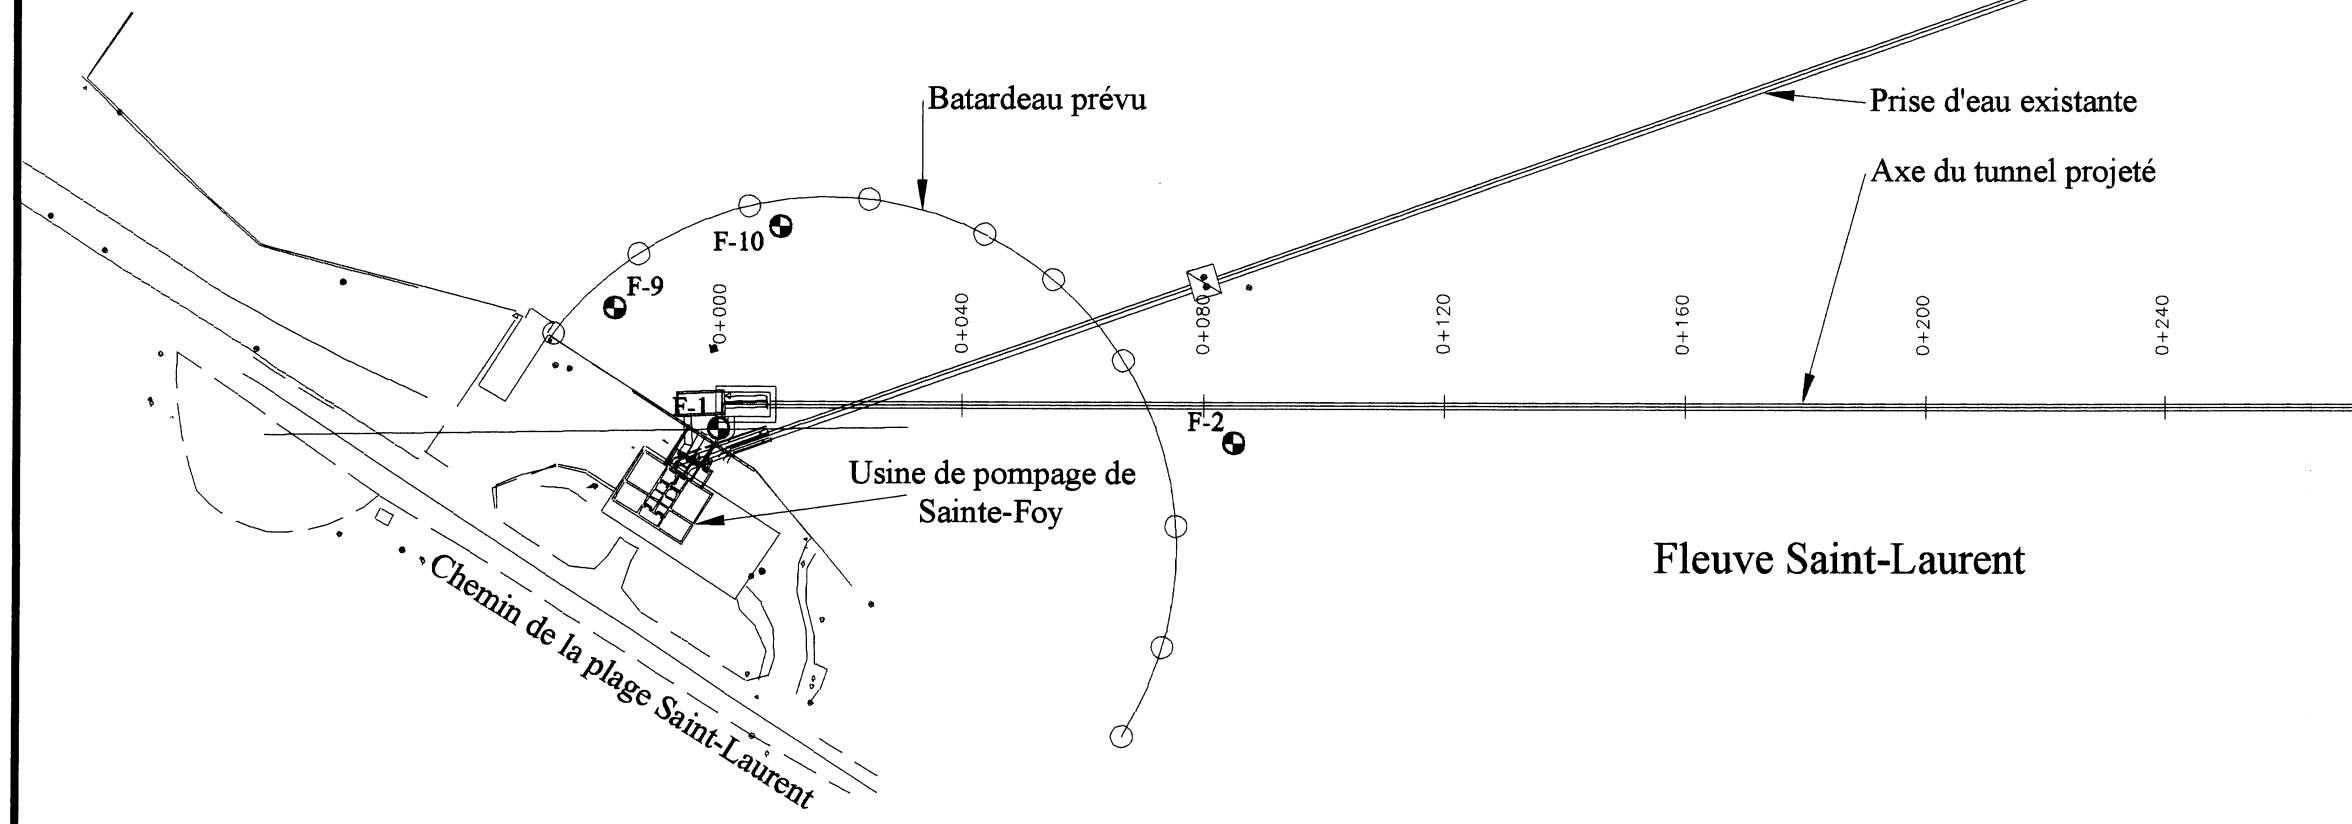 Batardeau prévu
Prise d'eau existante
Axe du tunnel projeté
F-10
F-9
0+000
0+040
0+080
0+120
0+160
0+200
0+240
F-1
F-2
Usine de pompage de
Sainte-Foy
Fleuve Saint-Laurent
Chemin de la plage Saint-Laurent